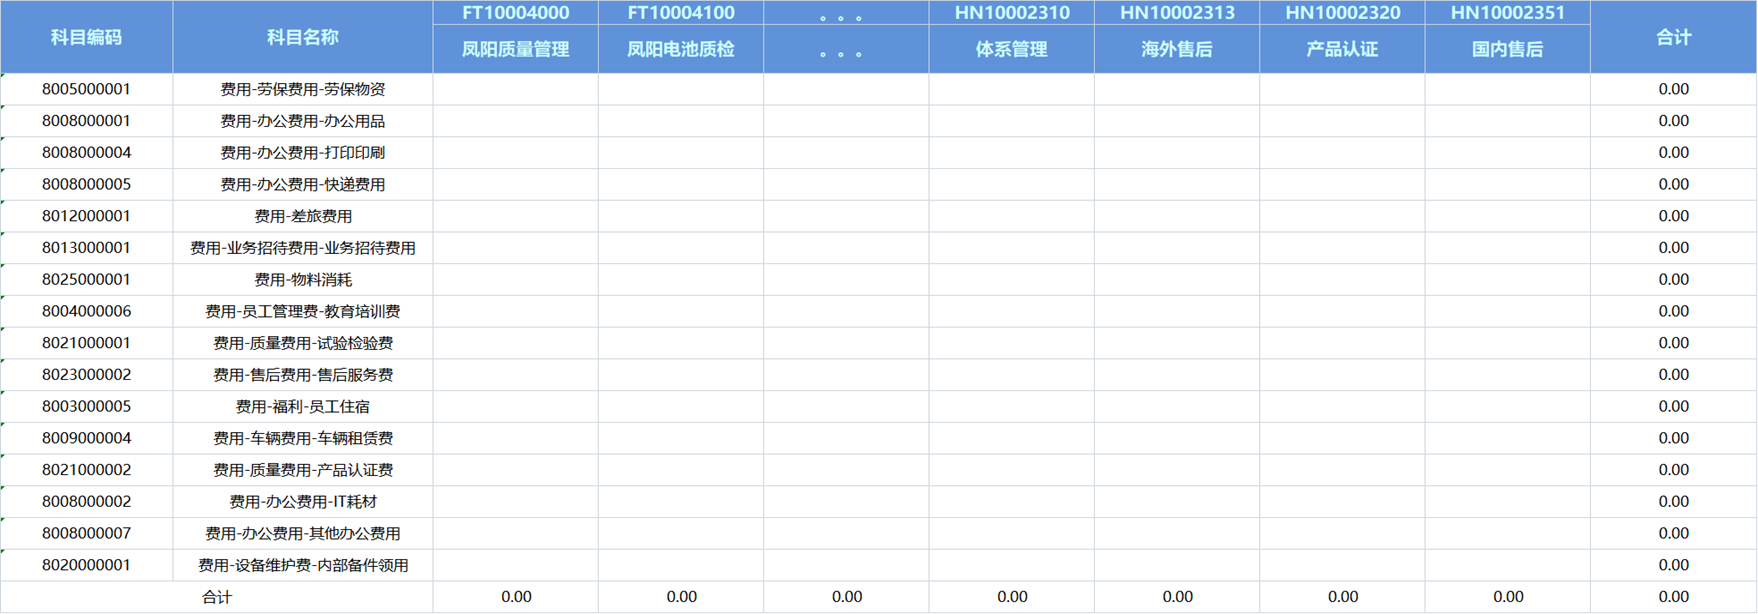 科目编码 科目名称 FT10004000 FT10004100 。。。 HN10002310 HN10002313 HN10002320 HN10002351 合计
凤阳质量管理 凤阳电池质检 。。。 体系管理 海外售后 产品认证 国内售后
8005000001 费用-劳保费用-劳保物资 0.00
8008000001 费用-办公费用-办公用品 0.00
8008000004 费用-办公费用-打印印刷 0.00
8008000005 费用-办公费用-快递费用 0.00
8012000001 费用-差旅费用 0.00
8013000001 费用-业务招待费用-业务招待费用 0.00
8025000001 费用-物料消耗 0.00
8004000006 费用-员工管理费-教育培训费 0.00
8021000001 费用-质量费用-试验检验费 0.00
8023000002 费用-售后费用-售后服务费 0.00
8003000005 费用-福利-员工住宿 0.00
8009000004 费用-车辆费用-车辆租赁费 0.00
8021000002 费用-质量费用-产品认证费 0.00
8008000002 费用-办公费用-IT耗材 0.00
8008000007 费用-办公费用-其他办公费用 0.00
8020000001 费用-设备维护费-内部备件领用 0.00
合计 0.00 0.00 0.00 0.00 0.00 0.00 0.00 0.00